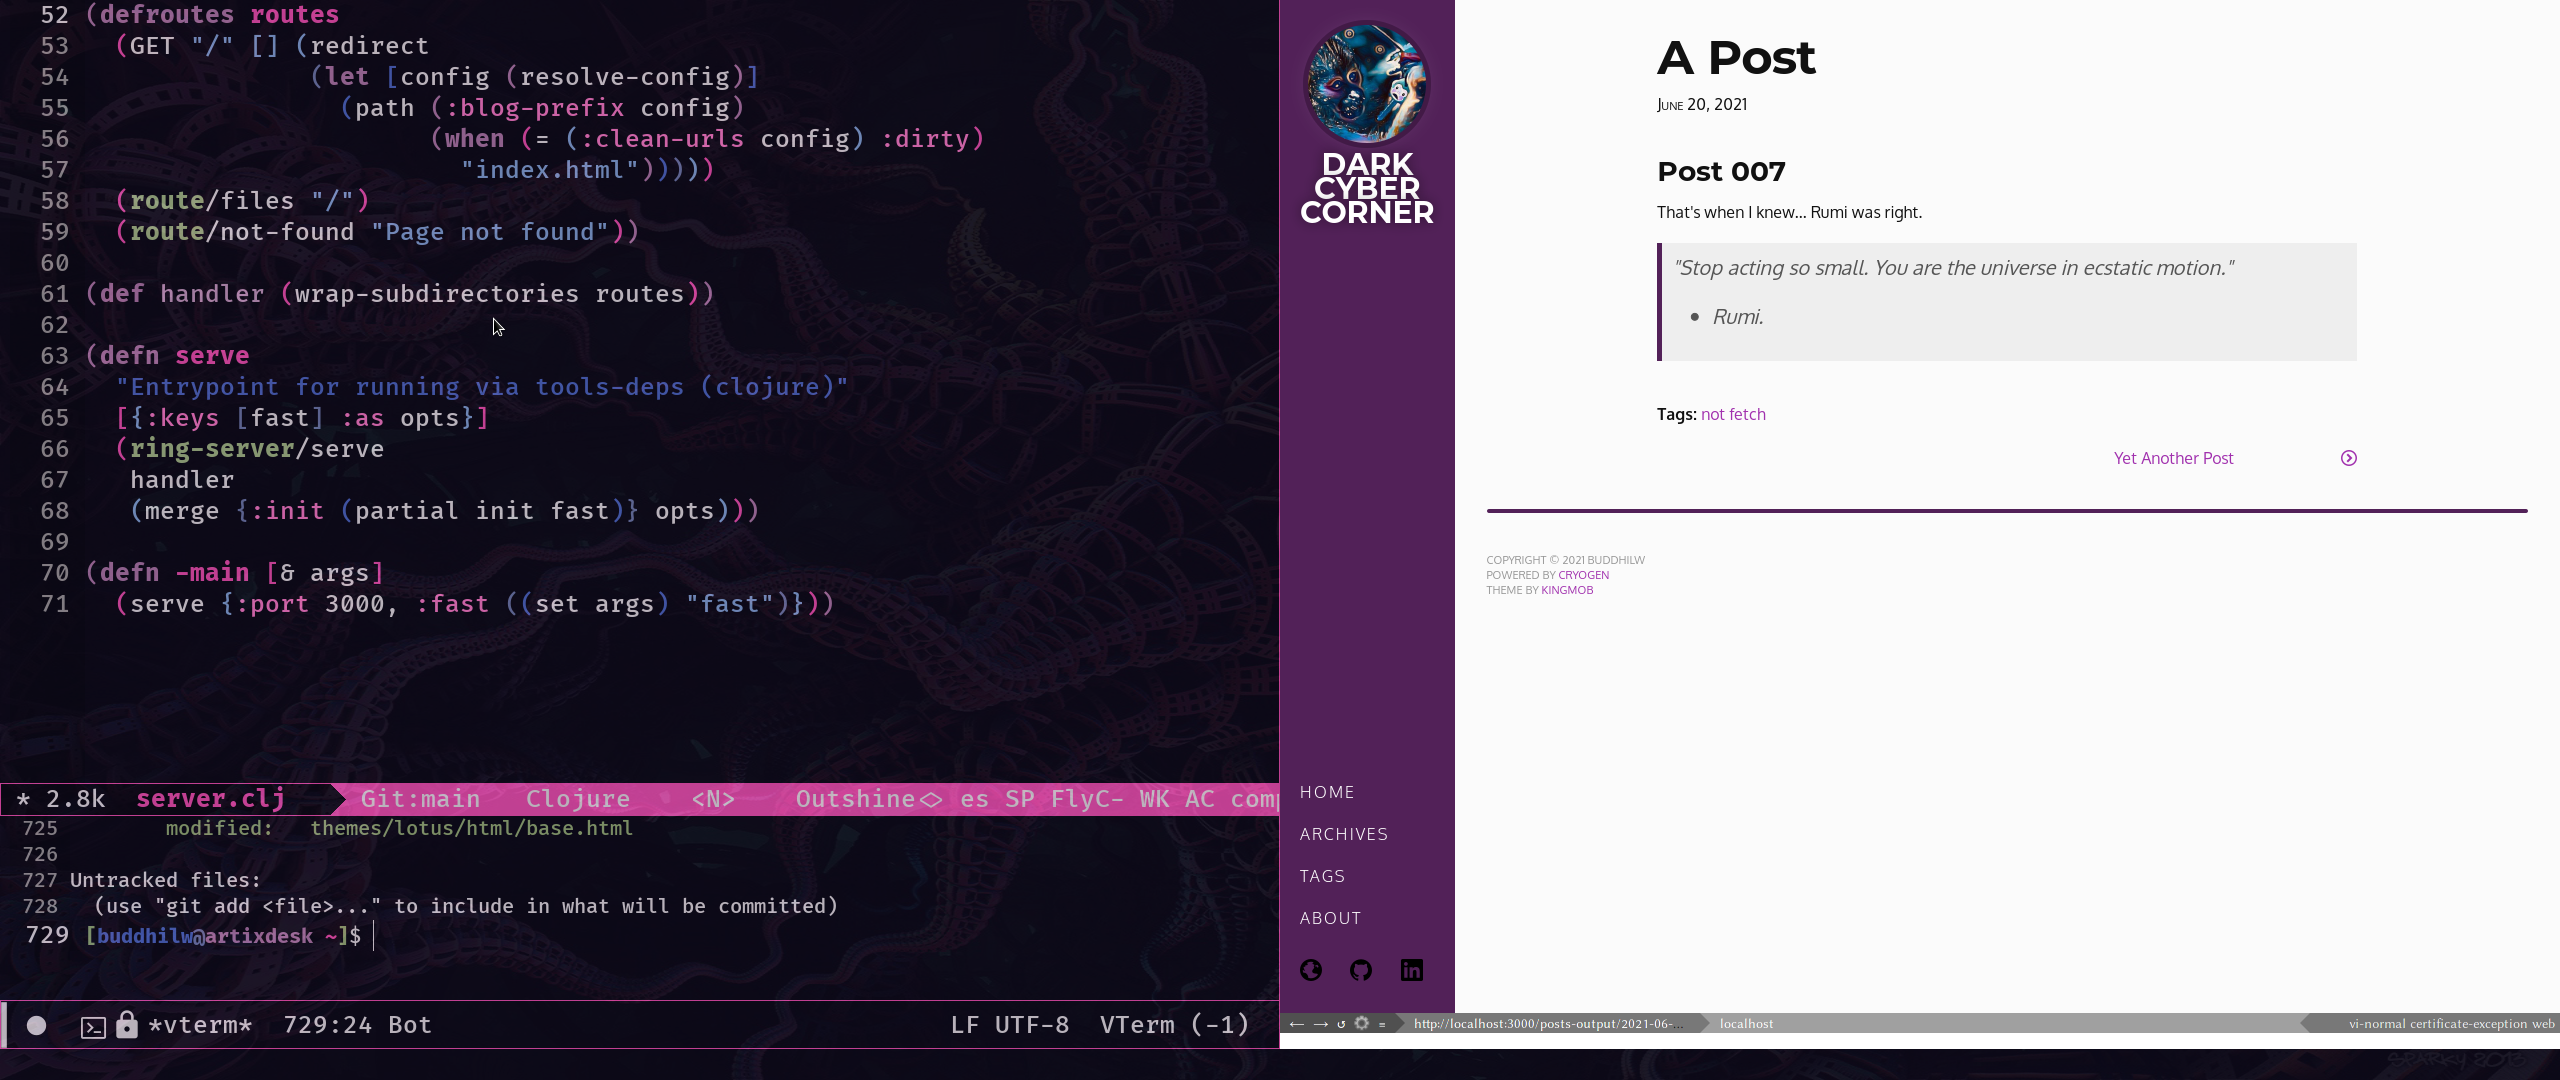 52 (defroutes routes
53   (GET "/" [] (redirect
54                (let [config (resolve-config)]
55                  (path (:blog-prefix config)
56                        (when (= (:clean-urls config) :dirty)
57                          "index.html")))))
58   (route/files "/")
59   (route/not-found "Page not found"))
60
61 (def handler (wrap-subdirectories routes))
62
63 (defn serve
64   "Entrypoint for running via tools-deps (clojure)"
65   [{:keys [fast] :as opts}]
66   (ring-server/serve
67    handler
68    (merge {:init (partial init fast)} opts)))
69
70 (defn -main [& args]
71   (serve {:port 3000, :fast ((set args) "fast")}))
* 2.8k server.clj Git:main Clojure <N> Outshine<> es SP FlyC- WK AC comp
725         modified:   themes/lotus/html/base.html
726
727 Untracked files:
728   (use "git add <file>..." to include in what will be committed)
729 [buddhilw@artixdesk ~]$
*vterm* 729:24 Bot LF UTF-8 VTerm (-1)
DARK
CYBER
CORNER
HOME
ARCHIVES
TAGS
ABOUT
A Post
June 20, 2021
Post 007
That's when I knew... Rumi was right.
"Stop acting so small. You are the universe in ecstatic motion."
• Rumi.
Tags: not fetch
Yet Another Post
COPYRIGHT © 2021 BUDDHILW
POWERED BY CRYOGEN
THEME BY KINGMOB
← → ↺ = http://localhost:3000/posts-output/2021-06-... localhost vi-normal certificate-exception web